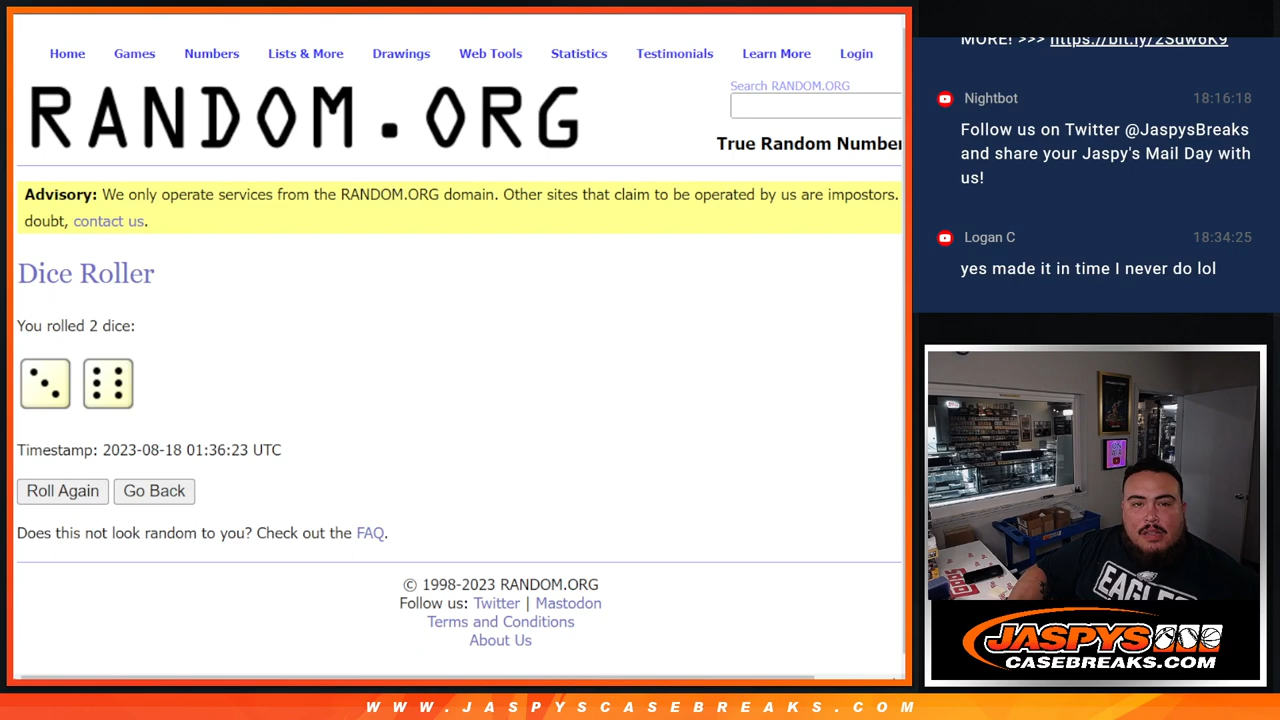 Home Games Numbers Lists & More Drawings Web Tools Statistics Testimonials Learn More Login
RANDOM.ORG
Search RANDOM.ORG
True Random Number
Advisory: We only operate services from the RANDOM.ORG domain. Other sites that claim to be operated by us are impostors.
doubt, contact us.
Dice Roller
You rolled 2 dice:
Timestamp: 2023-08-18 01:36:23 UTC
Roll Again Go Back
Does this not look random to you? Check out the FAQ.
© 1998-2023 RANDOM.ORG
Follow us: Twitter | Mastodon
Terms and Conditions
About Us
MORE! >>> https://bit.ly/2Sdw6K9
Nightbot 18:16:18
Follow us on Twitter @JaspysBreaks
and share your Jaspy's Mail Day with
us!
Logan C 18:34:25
yes made it in time I never do lol
EAGLES
JASPYS
CASEBREAKS.COM
WWW.JASPYSCASEBREAKS.COM